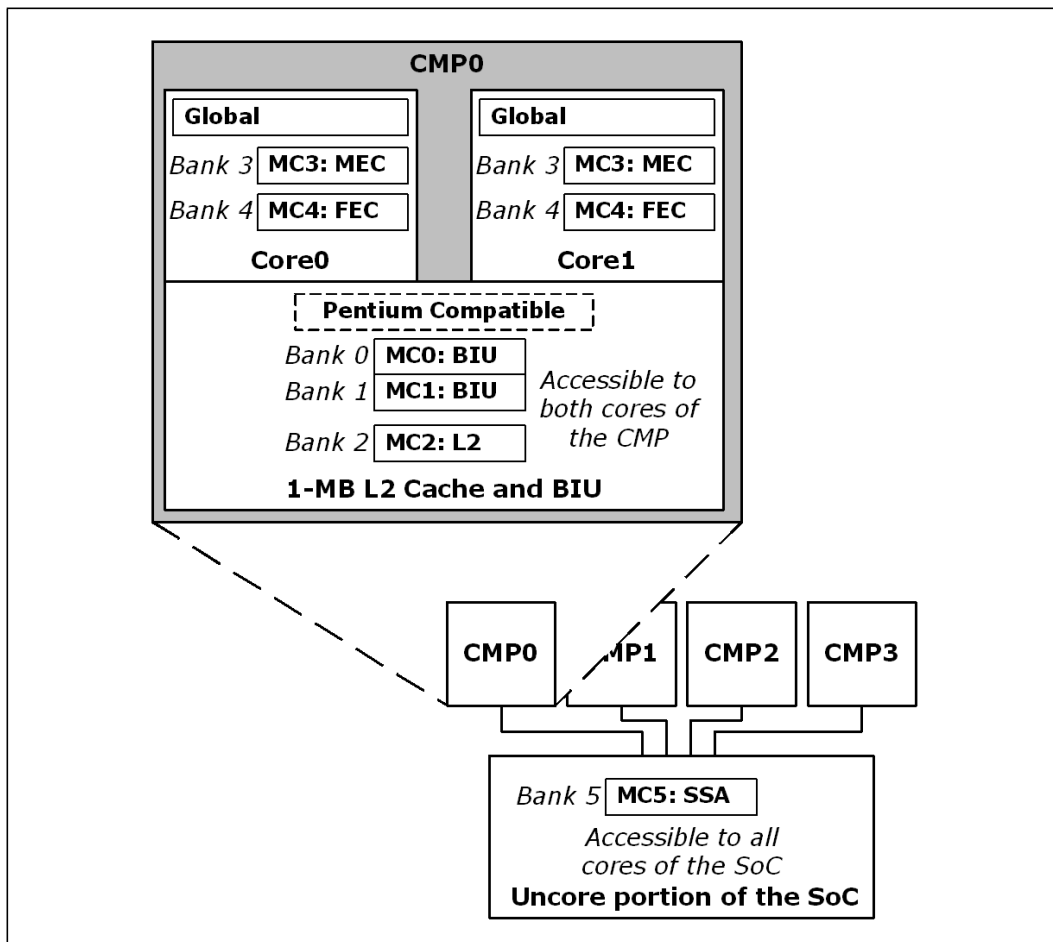 CMP0
Global
Bank 3 MC3: MEC
Bank 4 MC4: FEC
Core0
Global
Bank 3 MC3: MEC
Bank 4 MC4: FEC
Core1
Pentium Compatible
Bank 0 MC0: BIU
Bank 1 MC1: BIU
Bank 2 MC2: L2
Accessible to
both cores of
the CMP
1-MB L2 Cache and BIU
CMP0
MP1
CMP2
CMP3
Bank 5 MC5: SSA
Accessible to all
cores of the SoC
Uncore portion of the SoC